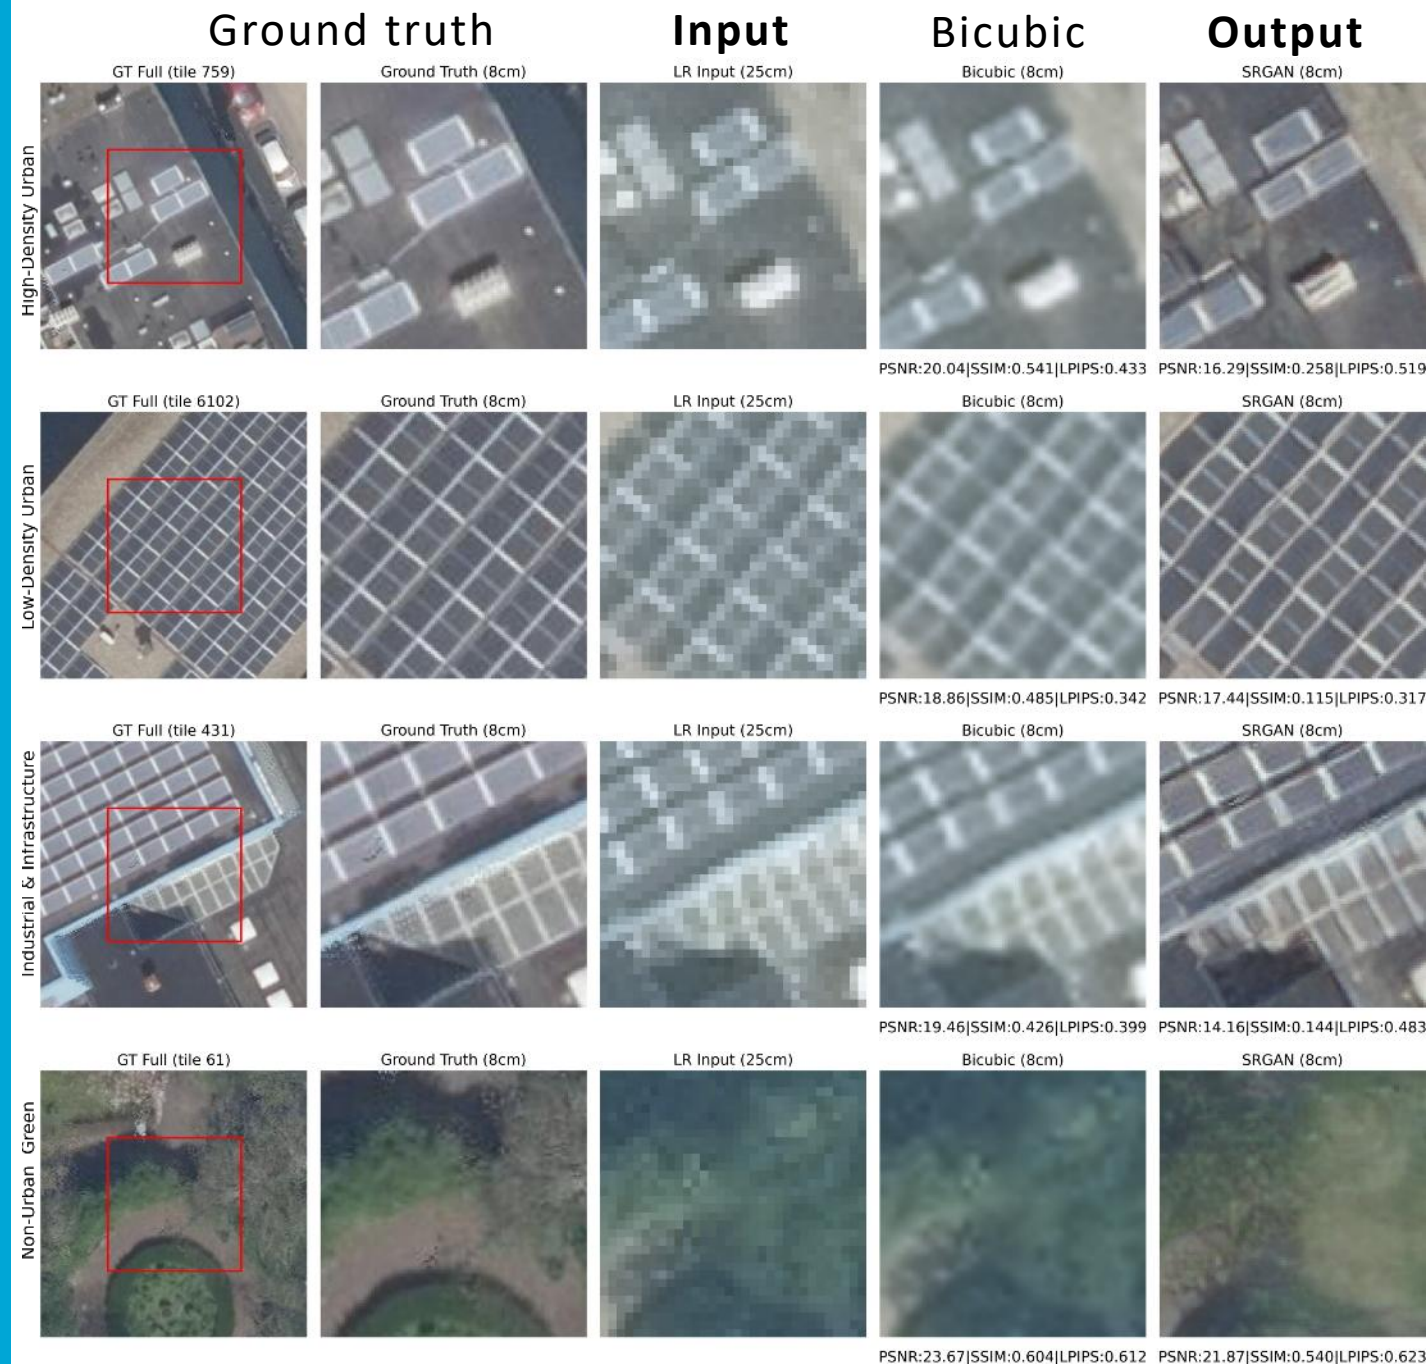 Ground truth Input Bicubic Output
GT Full (tile 759) Ground Truth (8cm) LR Input (25cm) Bicubic (8cm) SRGAN (8cm)
High-Density Urban
PSNR:20.04|SSIM:0.541|LPIPS:0.433 PSNR:16.29|SSIM:0.258|LPIPS:0.519
GT Full (tile 6102) Ground Truth (8cm) LR Input (25cm) Bicubic (8cm) SRGAN (8cm)
Low-Density Urban
PSNR:18.86|SSIM:0.485|LPIPS:0.342 PSNR:17.44|SSIM:0.115|LPIPS:0.317
GT Full (tile 431) Ground Truth (8cm) LR Input (25cm) Bicubic (8cm) SRGAN (8cm)
Industrial & Infrastructure
PSNR:19.46|SSIM:0.426|LPIPS:0.399 PSNR:14.16|SSIM:0.144|LPIPS:0.483
GT Full (tile 61) Ground Truth (8cm) LR Input (25cm) Bicubic (8cm) SRGAN (8cm)
Non-Urban Green
PSNR:23.67|SSIM:0.604|LPIPS:0.612 PSNR:21.87|SSIM:0.540|LPIPS:0.623